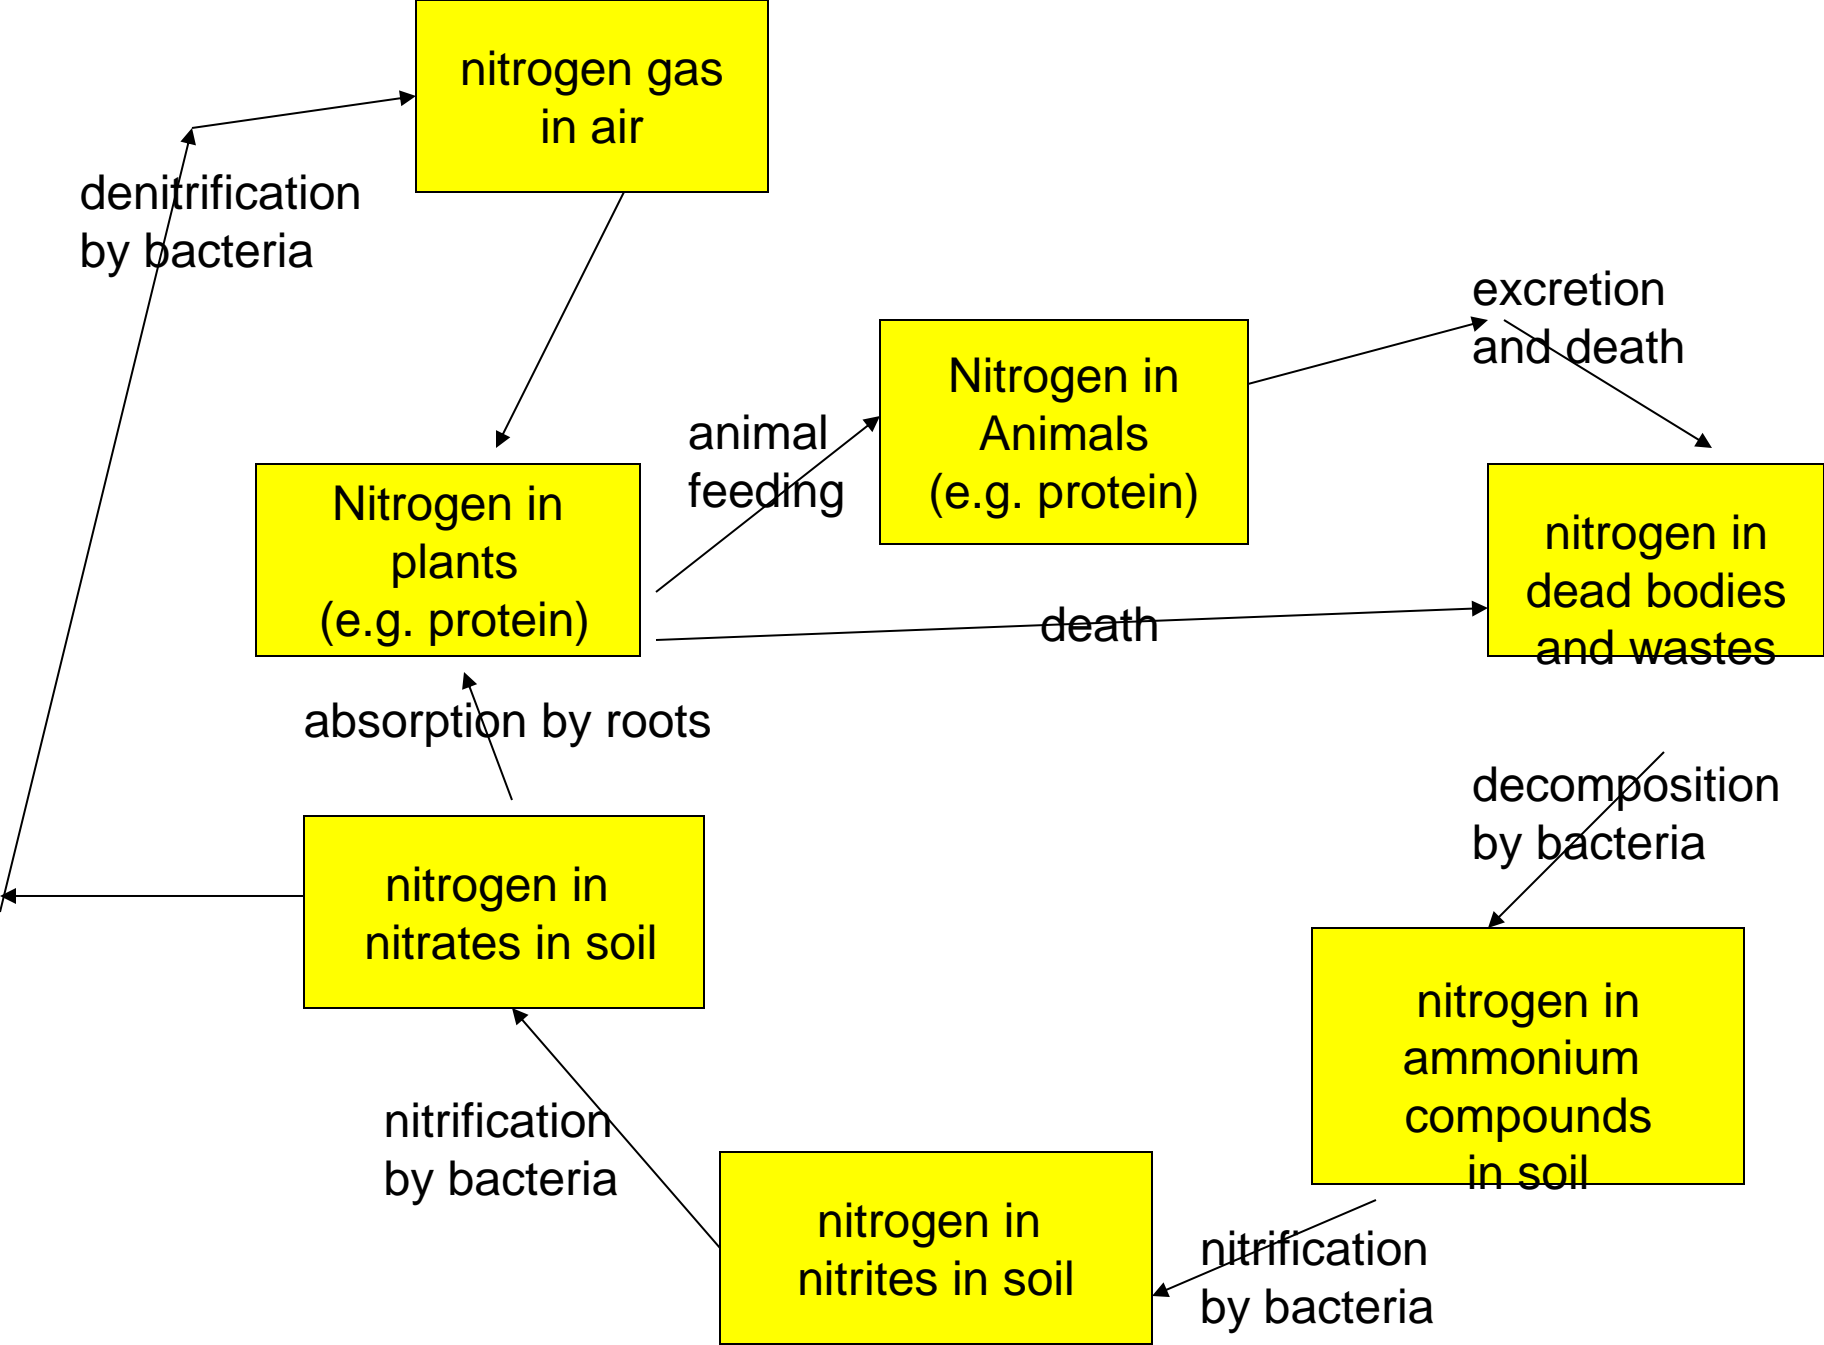 nitrogen gas
in air
denitrification
by bacteria
excretion
and death
Nitrogen in
Animals
(e.g. protein)
animal
feeding
Nitrogen in
plants
(e.g. protein)
nitrogen in
dead bodies
and wastes
death
absorption by roots
decomposition
by bacteria
nitrogen in
nitrates in soil
nitrogen in
ammonium
compounds
in soil
nitrification
by bacteria
nitrogen in
nitrites in soil
nitrification
by bacteria